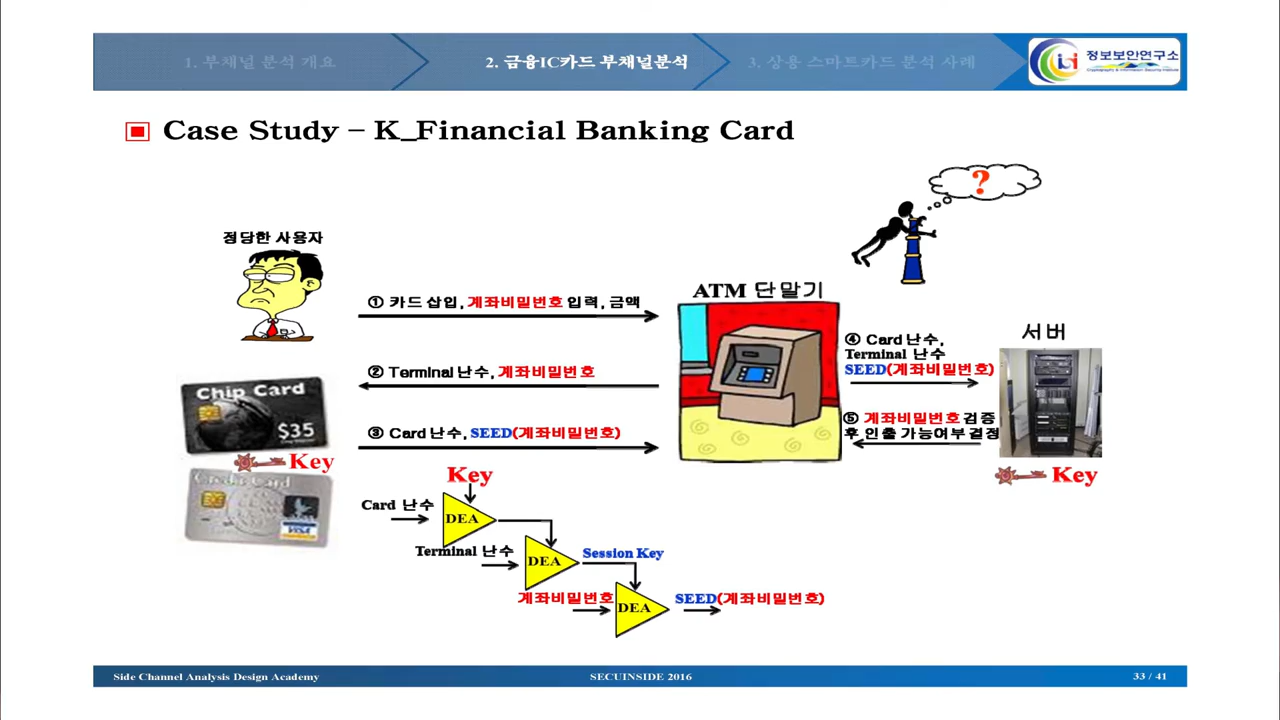 1. 부채널 분석 개요
2. 금융IC카드 부채널분석
3. 상용 스마트카드 분석 사례
정보보안연구소
Cryptography & Information Security Institute
Case Study – K_Financial Banking Card
?
정당한 사용자
ATM 단말기
서버
① 카드 삽입, 계좌비밀번호 입력, 금액
② Terminal 난수, 계좌비밀번호
③ Card 난수, SEED(계좌비밀번호)
④ Card 난수,
Terminal 난수
SEED(계좌비밀번호)
⑤ 계좌비밀번호 검증
후 인출 가능여부 결정
Chip Card
$35
Key
Credit Card
VISA
Key
Key
Card 난수
DEA
Terminal 난수
DEA
Session Key
계좌비밀번호
DEA
SEED(계좌비밀번호)
Side Channel Analysis Design Academy
SECUINSIDE 2016
33 / 41